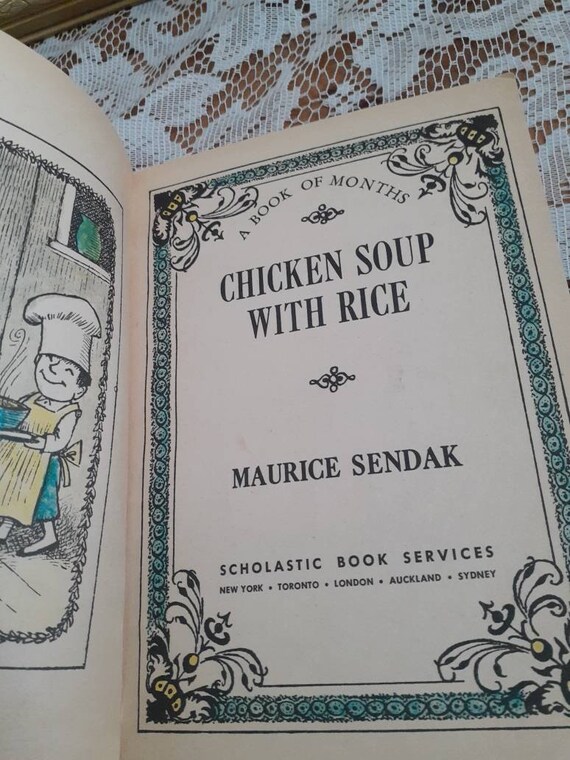 A BOOK OF MONTHS
CHICKEN SOUP
WITH RICE
MAURICE SENDAK
SCHOLASTIC BOOK SERVICES
NEW YORK • TORONTO • LONDON • AUCKLAND • SYDNEY